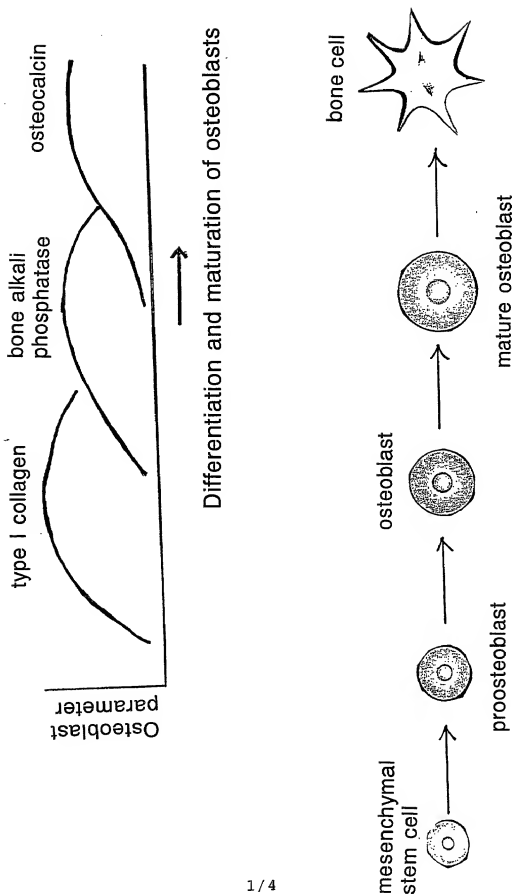 type I collagen
bone alkali
phosphatase
osteocalcin
Osteoblast
parameter
Differentiation and maturation of osteoblasts
mesenchymal
stem cell
proosteoblast
osteoblast
mature osteoblast
bone cell
1/4